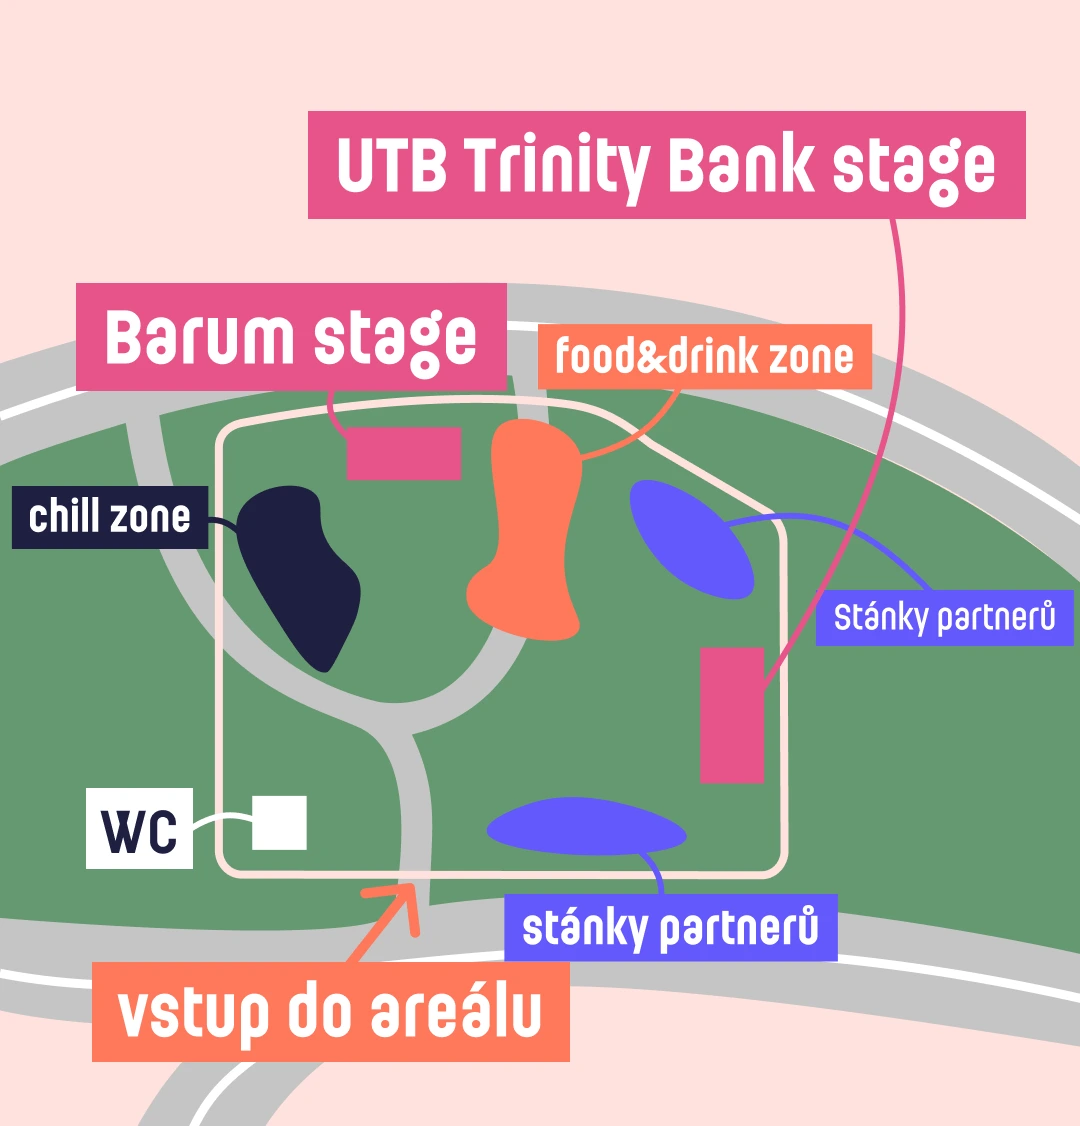 UTB Trinity Bank stage
Barum stage
food&drink zone
chill zone
Stánky partnerů
WC
stánky partnerů
vstup do areálu